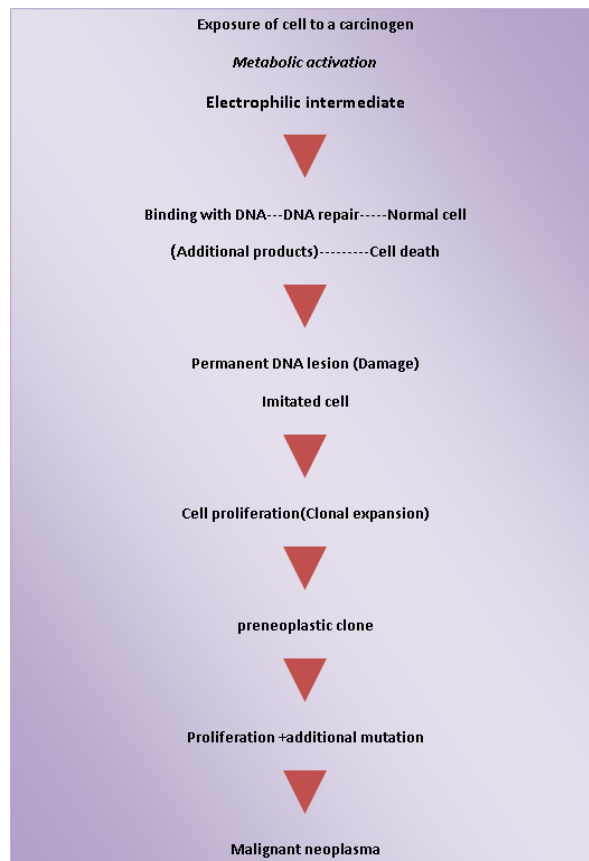 Exposure of cell to a carcinogen
Metabolic activation
Electrophilic intermediate
Binding with DNA---DNA repair-----Normal cell
(Additional products)---------Cell death
Permanent DNA lesion (Damage)
Imitated cell
Cell proliferation(Clonal expansion)
preneoplastic clone
Proliferation +additional mutation
Malignant neoplasma